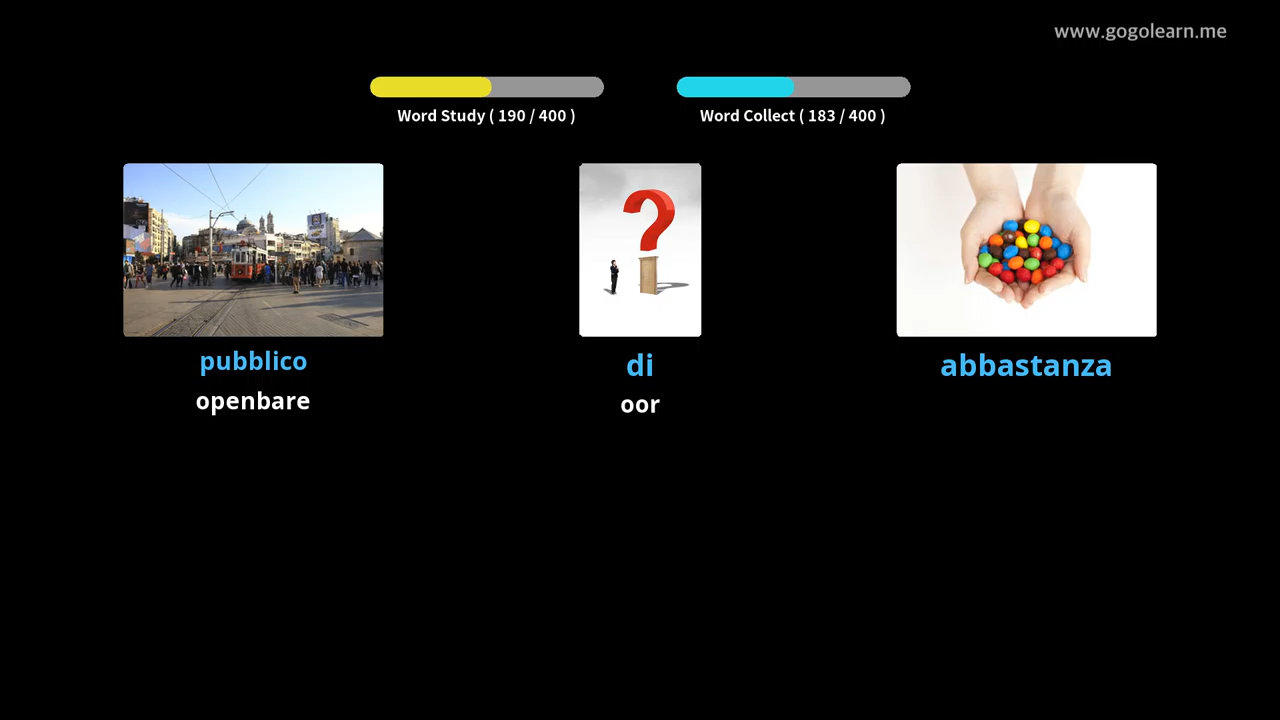 www.gogolearn.me
Word Study ( 190 / 400 )
Word Collect ( 183 / 400 )
pubblico
di
abbastanza
openbare
oor